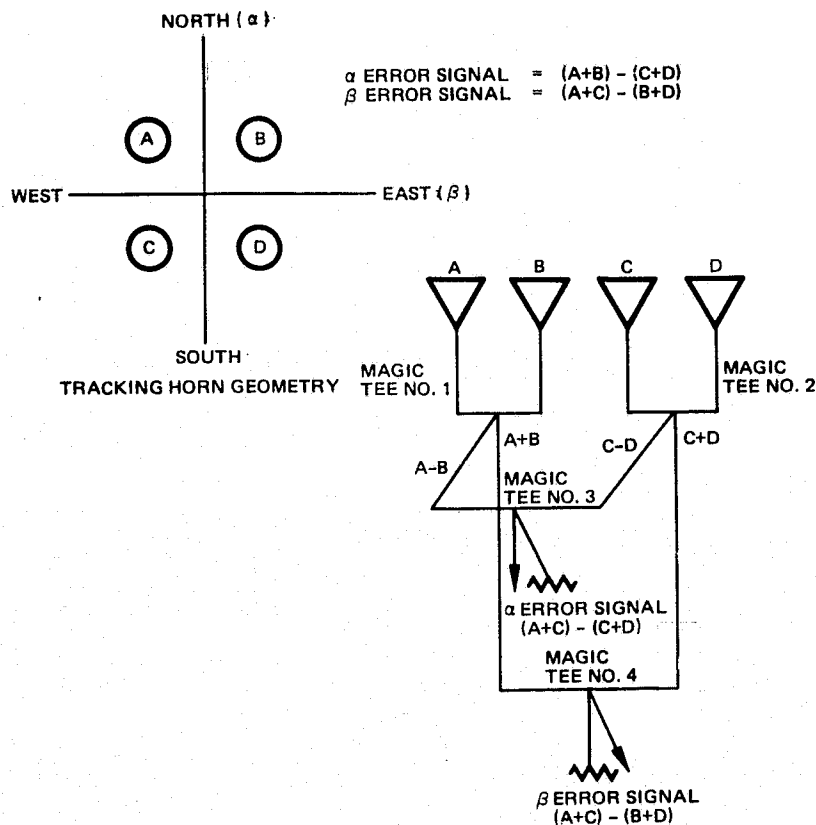 NORTH (α)
α ERROR SIGNAL = (A+B) – (C+D)
β ERROR SIGNAL = (A+C) – (B+D)
A
B
WEST
EAST (β)
C
D
SOUTH
TRACKING HORN GEOMETRY
A
B
C
D
MAGIC
TEE NO. 1
MAGIC
TEE NO. 2
A–B
A+B
C–D
C+D
MAGIC
TEE NO. 3
α ERROR SIGNAL
(A+C) – (C+D)
MAGIC
TEE NO. 4
β ERROR SIGNAL
(A+C) – (B+D)